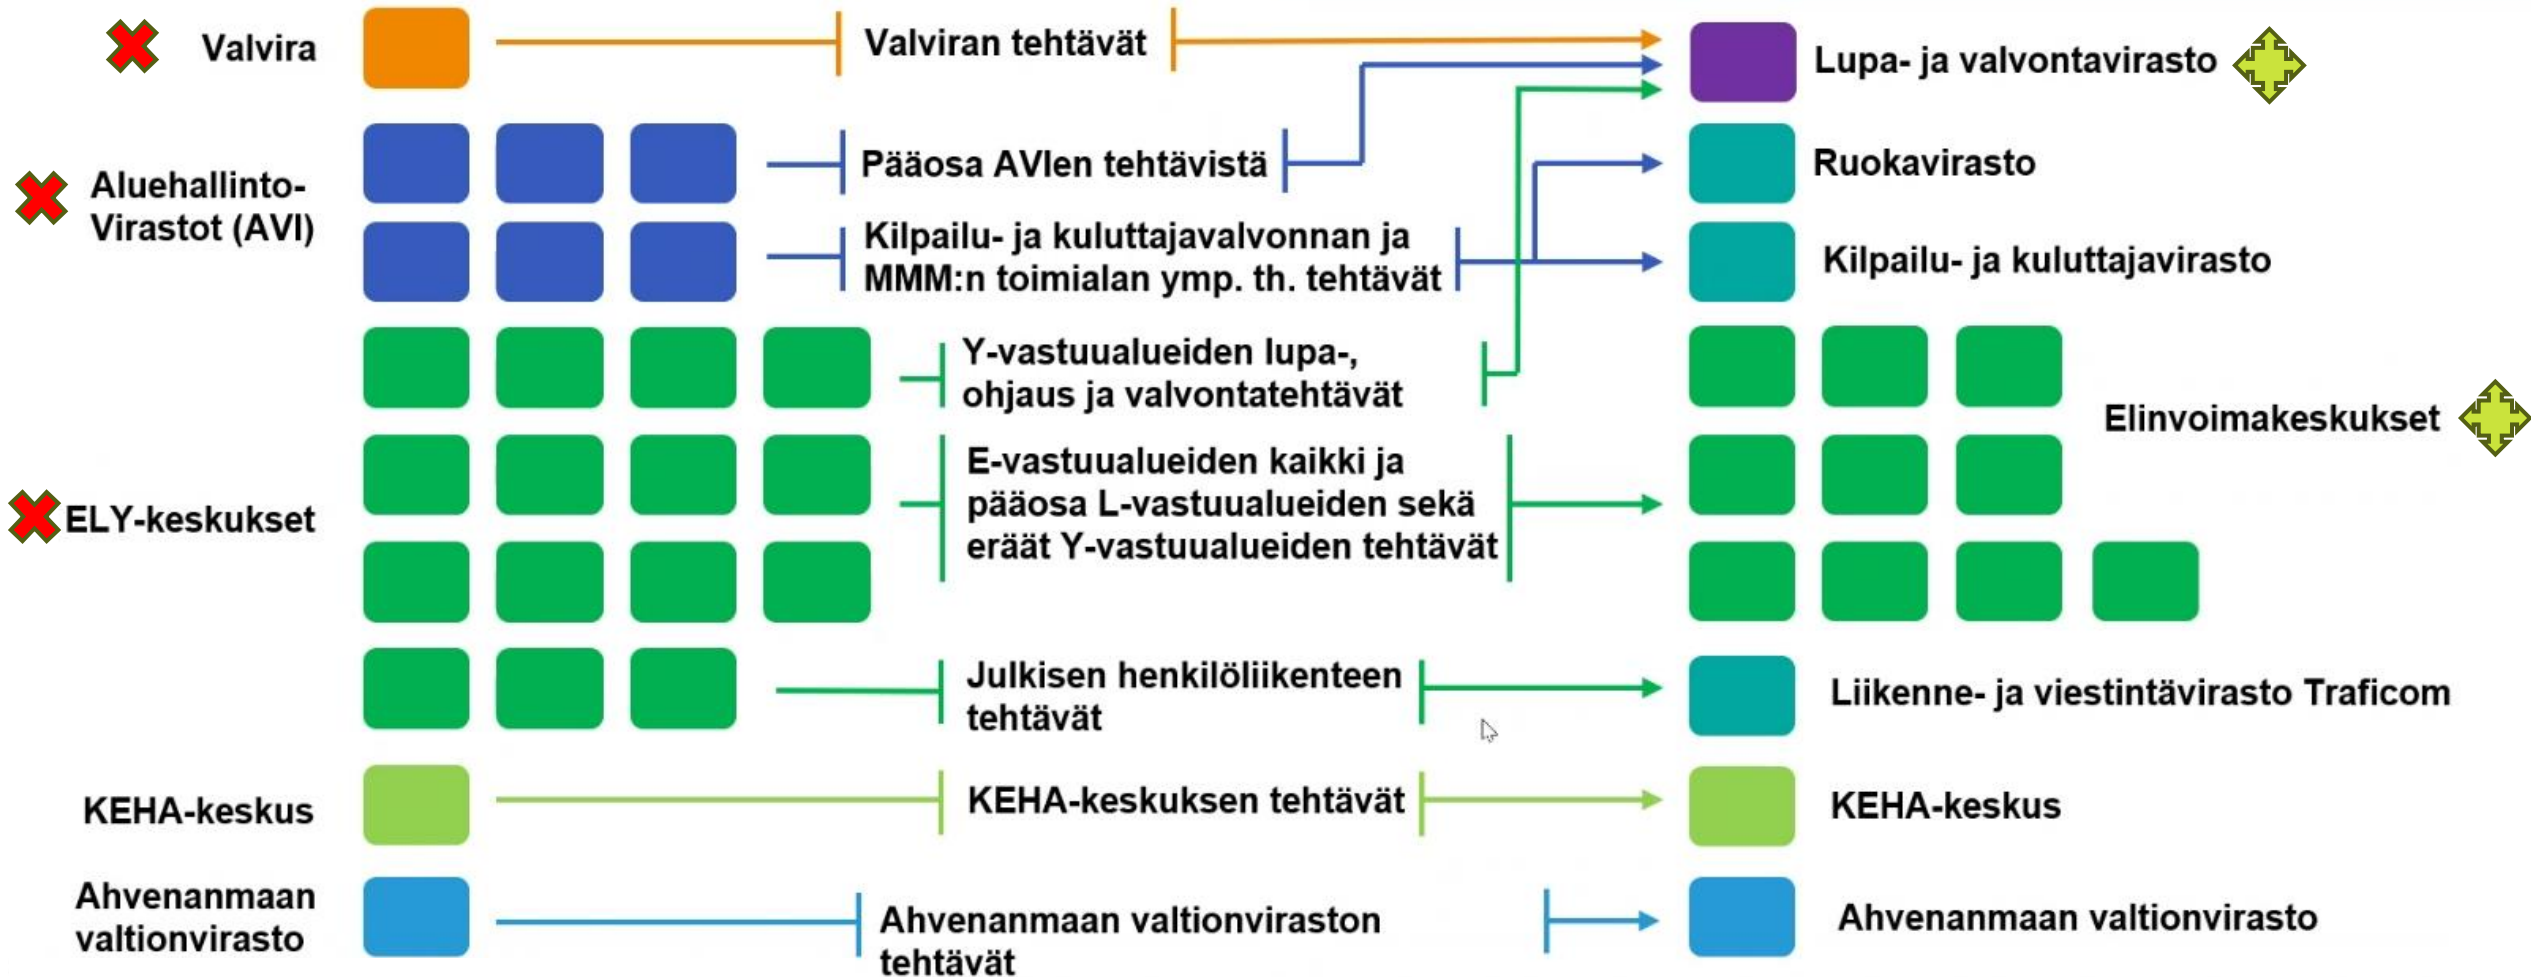 Valvira
Valviran tehtävät
Lupa- ja valvontavirasto
Aluehallinto-
Virastot (AVI)
Pääosa AVIen tehtävistä
Ruokavirasto
Kilpailu- ja kuluttajavalvonnan ja
MMM:n toimialan ymp. th. tehtävät
Kilpailu- ja kuluttajavirasto
ELY-keskukset
Y-vastuualueiden lupa-,
ohjaus ja valvontatehtävät
E-vastuualueiden kaikki ja
pääosa L-vastuualueiden sekä
eräät Y-vastuualueiden tehtävät
Elinvoimakeskukset
Julkisen henkilöliikenteen
tehtävät
Liikenne- ja viestintävirasto Traficom
KEHA-keskus
KEHA-keskuksen tehtävät
KEHA-keskus
Ahvenanmaan
valtionvirasto
Ahvenanmaan valtionviraston
tehtävät
Ahvenanmaan valtionvirasto